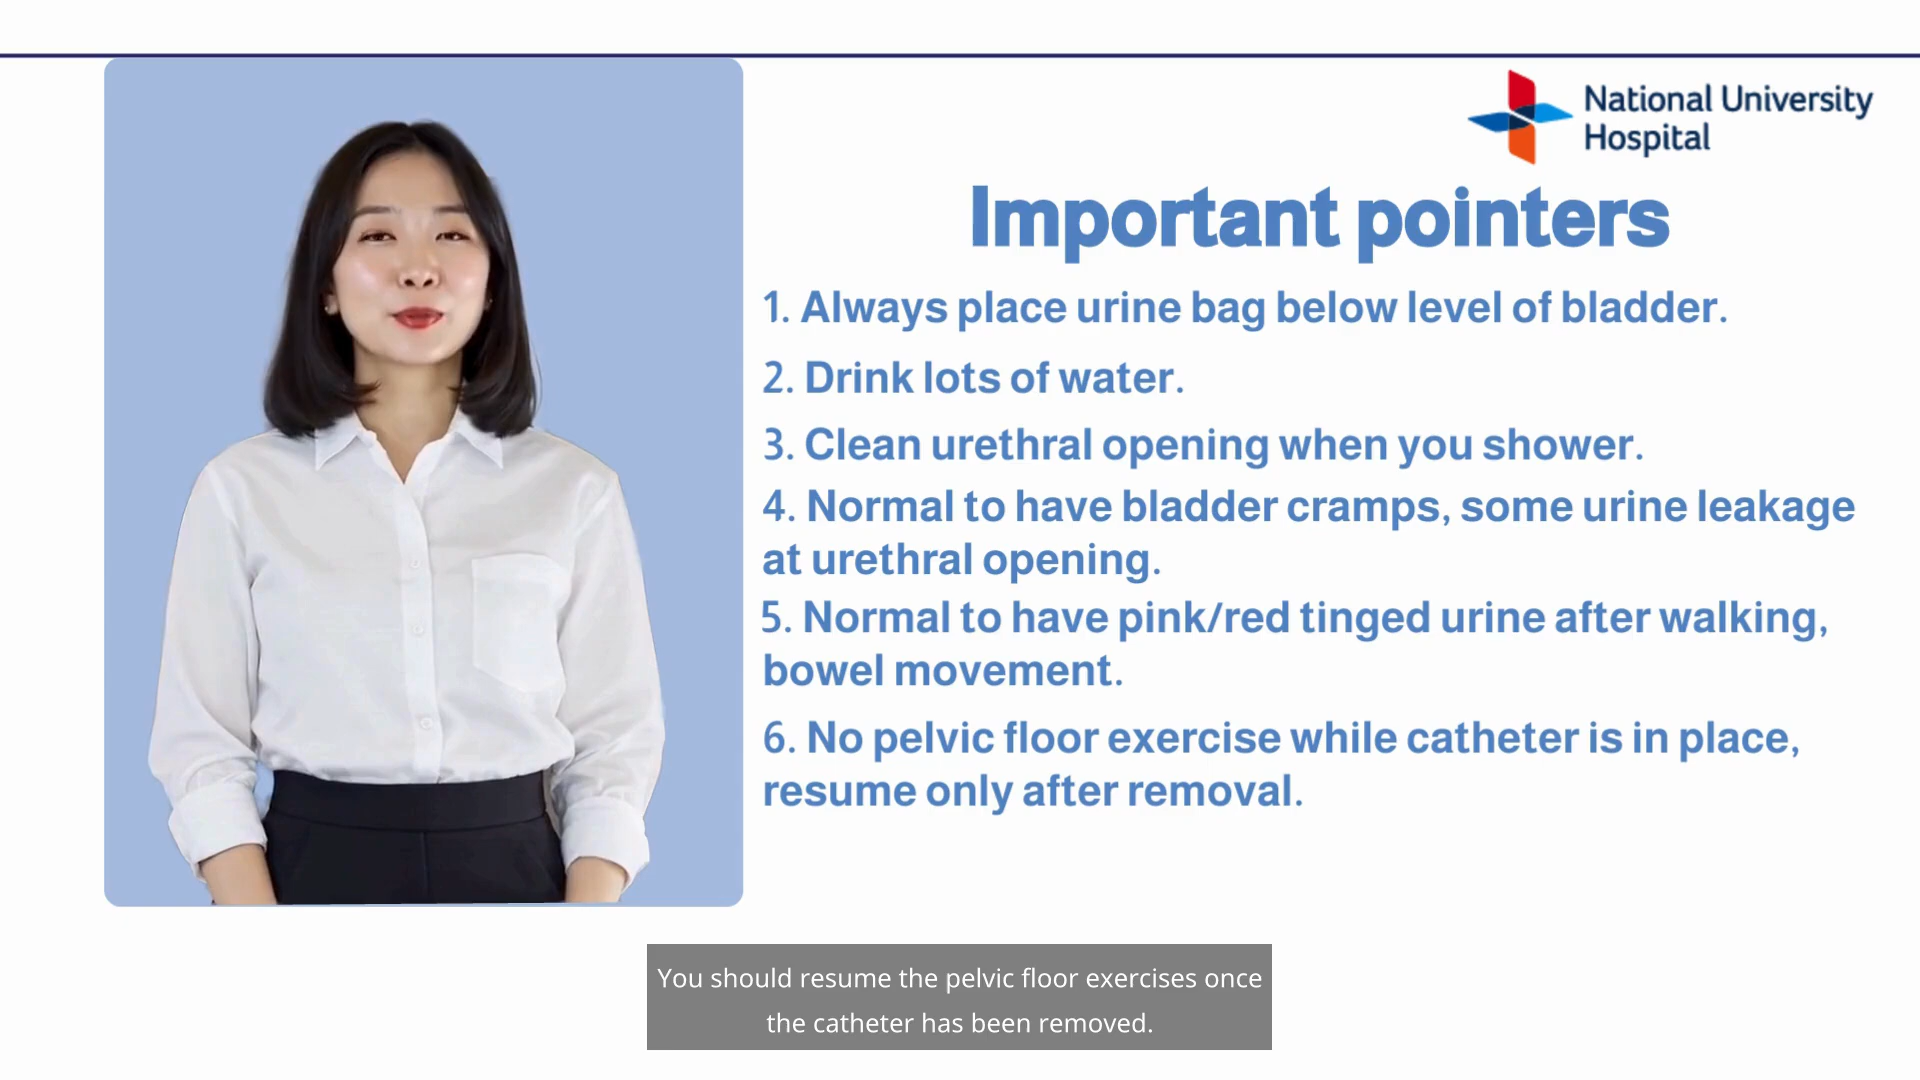 National University
Hospital
Important pointers
1. Always place urine bag below level of bladder.
2. Drink lots of water.
3. Clean urethral opening when you shower.
4. Normal to have bladder cramps, some urine leakage
at urethral opening.
5. Normal to have pink/red tinged urine after walking,
bowel movement.
6. No pelvic floor exercise while catheter is in place,
resume only after removal.
You should resume the pelvic floor exercises once
the catheter has been removed.